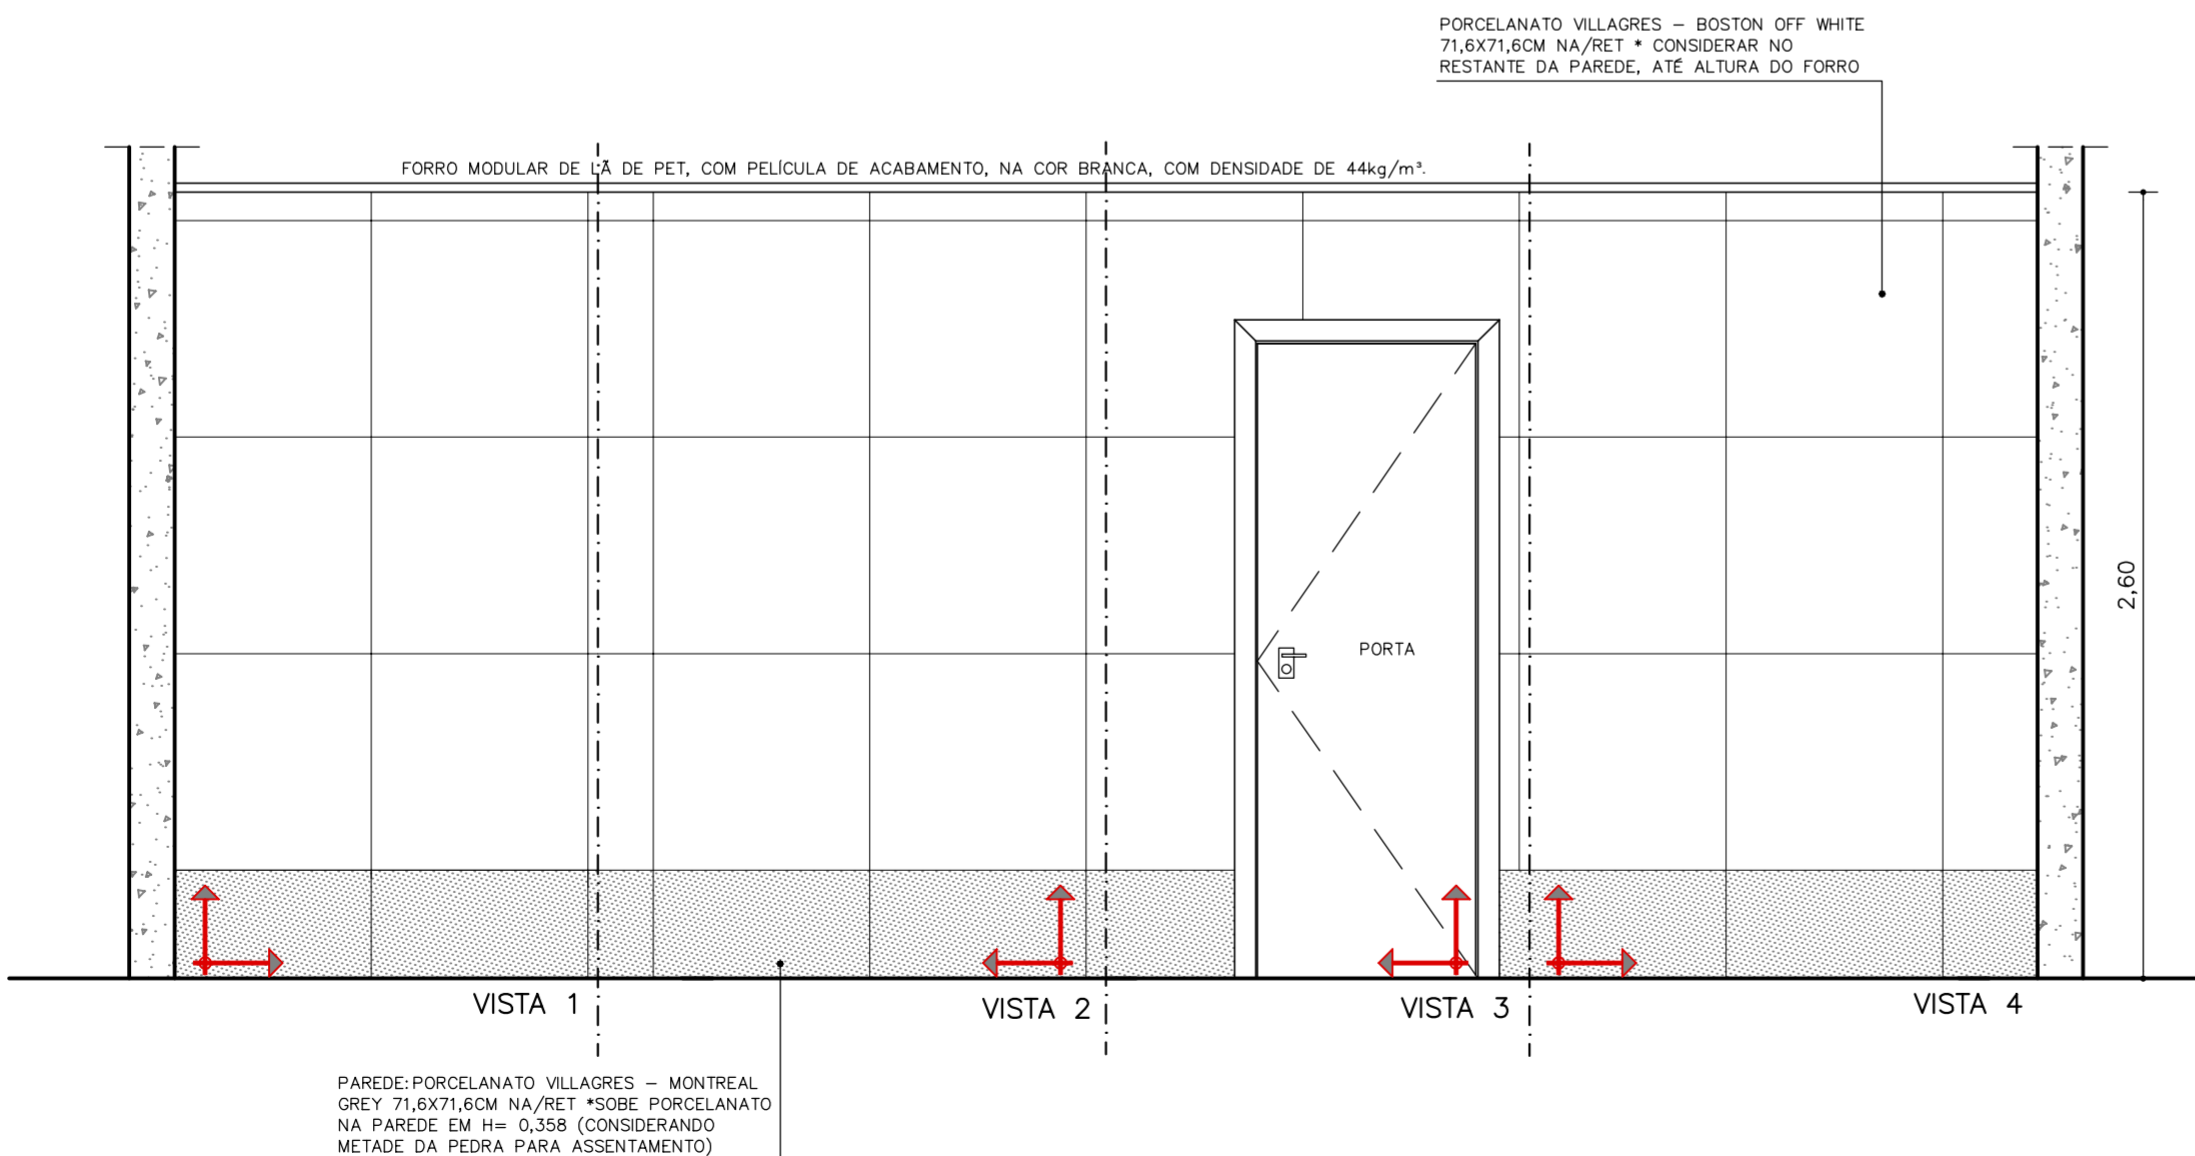 PORCELANATO VILLAGRES – BOSTON OFF WHITE
71,6X71,6CM NA/RET * CONSIDERAR NO
RESTANTE DA PAREDE, ATÉ ALTURA DO FORRO
FORRO MODULAR DE LÃ DE PET, COM PELÍCULA DE ACABAMENTO, NA COR BRANCA, COM DENSIDADE DE 44kg/m³.
2,60
PORTA
VISTA 1
VISTA 2
VISTA 3
VISTA 4
PAREDE:PORCELANATO VILLAGRES – MONTREAL
GREY 71,6X71,6CM NA/RET *SOBE PORCELANATO
NA PAREDE EM H= 0,358 (CONSIDERANDO
METADE DA PEDRA PARA ASSENTAMENTO)